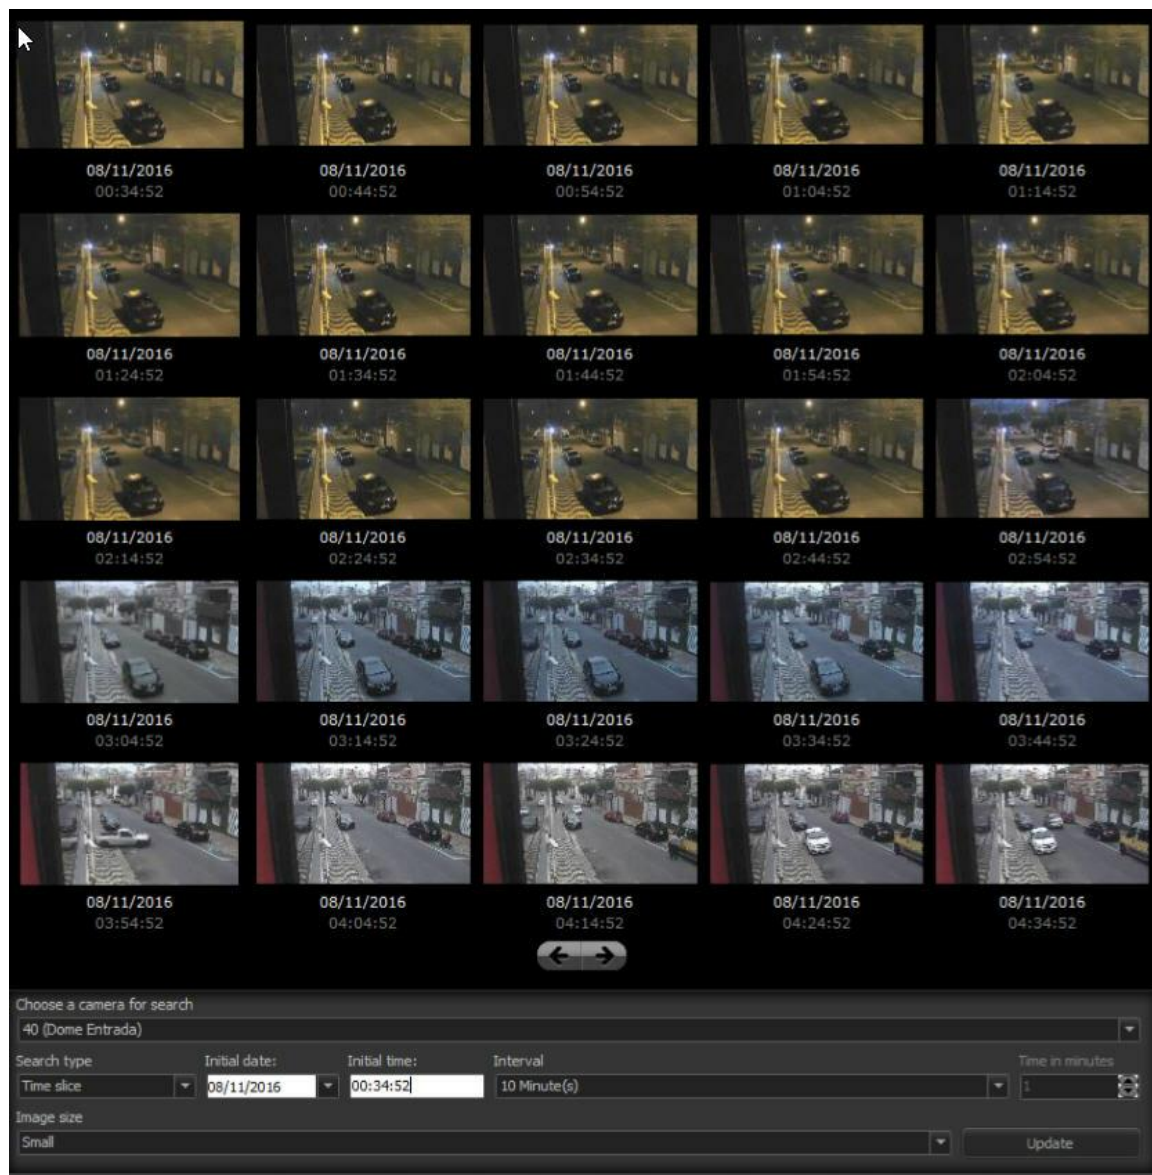 08/11/2016 08/11/2016 08/11/2016 08/11/2016 08/11/2016
00:34:52 00:44:52 00:54:52 01:04:52 01:14:52
08/11/2016 08/11/2016 08/11/2016 08/11/2016 08/11/2016
01:24:52 01:34:52 01:44:52 01:54:52 02:04:52
08/11/2016 08/11/2016 08/11/2016 08/11/2016 08/11/2016
02:14:52 02:24:52 02:34:52 02:44:52 02:54:52
08/11/2016 08/11/2016 08/11/2016 08/11/2016 08/11/2016
03:04:52 03:14:52 03:24:52 03:34:52 03:44:52
08/11/2016 08/11/2016 08/11/2016 08/11/2016 08/11/2016
03:54:52 04:04:52 04:14:52 04:24:52 04:34:52
Choose a camera for search
40 (Dome Entrada)
Search type Initial date: Initial time: Interval Time in minutes
Time slice 08/11/2016 00:34:52 10 Minute(s) 1
Image size
Small Update